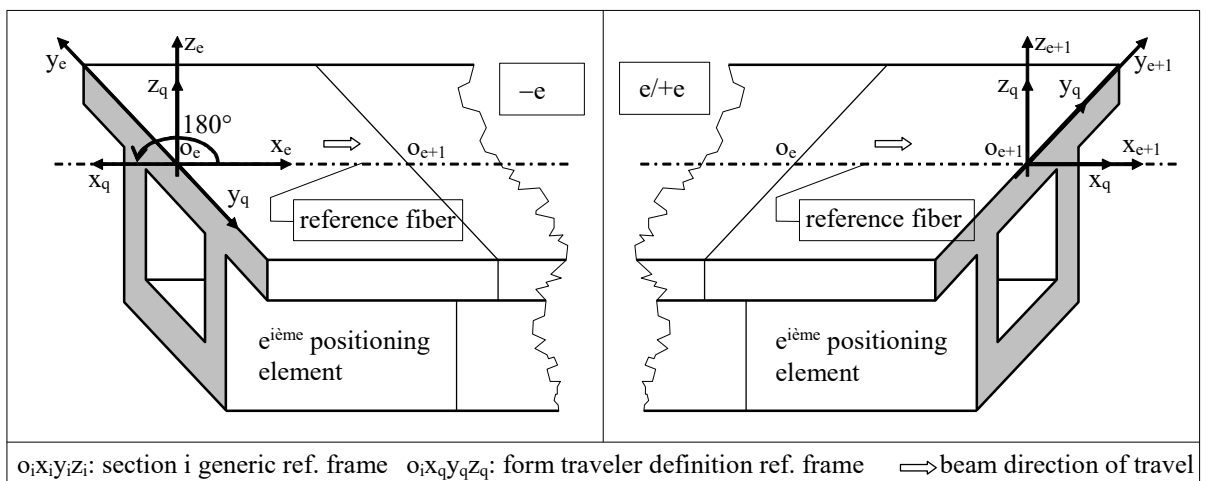 ze
ye
zq
180°
oe
xe
xq
yq
oe+1
–e
reference fiber
eième positioning
element
ze+1
ye+1
zq
yq
e/+e
oe
oe+1
xe+1
xq
reference fiber
eième positioning
element
oixiyizi: section i generic ref. frame oixqyqzq: form traveler definition ref. frame beam direction of travel